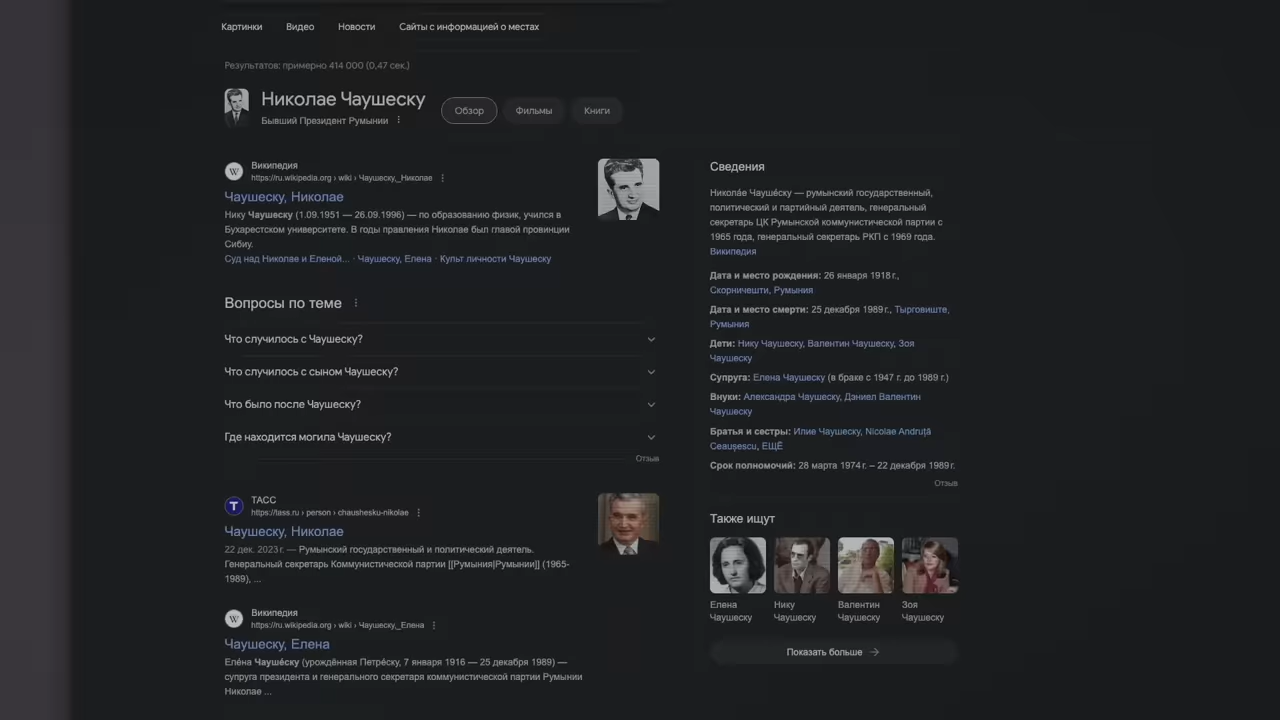 Картинки Видео Новости Сайты с информацией о местах
Результатов: примерно 414 000 (0,47 сек.)
Николае Чаушеску
Бывший Президент Румынии
Обзор Фильмы Книги
Википедия
https://ru.wikipedia.org › wiki › Чаушеску,_Николае
Чаушеску, Николае
Нику Чаушеску (1.09.1951 — 26.09.1996) — по образованию физик, учился в
Бухарестском университете. В годы правления Николае был главой провинции
Сибиу.
Суд над Николае и Еленой... · Чаушеску, Елена · Культ личности Чаушеску
Вопросы по теме
Что случилось с Чаушеску?
Что случилось с сыном Чаушеску?
Что было после Чаушеску?
Где находится могила Чаушеску?
Отзыв
T
ТАСС
https://tass.ru › person › chaushesku-nikolae
Чаушеску, Николае
22 дек. 2023 г. — Румынский государственный и политический деятель.
Генеральный секретарь Коммунистической партии [[Румыния|Румынии]] (1965-
1989), ...
W
Википедия
https://ru.wikipedia.org › wiki › Чаушеску,_Елена
Чаушеску, Елена
Еле́на Чауше́ску (урождённая Петре́ску, 7 января 1916 — 25 декабря 1989) —
супруга президента и генерального секретаря коммунистической партии Румынии
Николае ...
Сведения
Никола́е Чауше́ску — румынский государственный,
политический и партийный деятель, генеральный
секретарь ЦК Румынской коммунистической партии с
1965 года, генеральный секретарь РКП с 1969 года.
Википедия
Дата и место рождения: 26 января 1918 г.,
Скорничешти, Румыния
Дата и место смерти: 25 декабря 1989 г., Тырговиште,
Румыния
Дети: Нику Чаушеску, Валентин Чаушеску, Зоя
Чаушеску
Супруга: Елена Чаушеску (в браке с 1947 г. до 1989 г.)
Внуки: Александра Чаушеску, Дэниел Валентин
Чаушеску
Братья и сестры: Илие Чаушеску, Nicolae Andruță
Ceaușescu, ЕЩЁ
Срок полномочий: 28 марта 1974 г. – 22 декабря 1989 г.
Отзыв
Также ищут
Елена
Чаушеску
Нику
Чаушеску
Валентин
Чаушеску
Зоя
Чаушеску
Показать больше